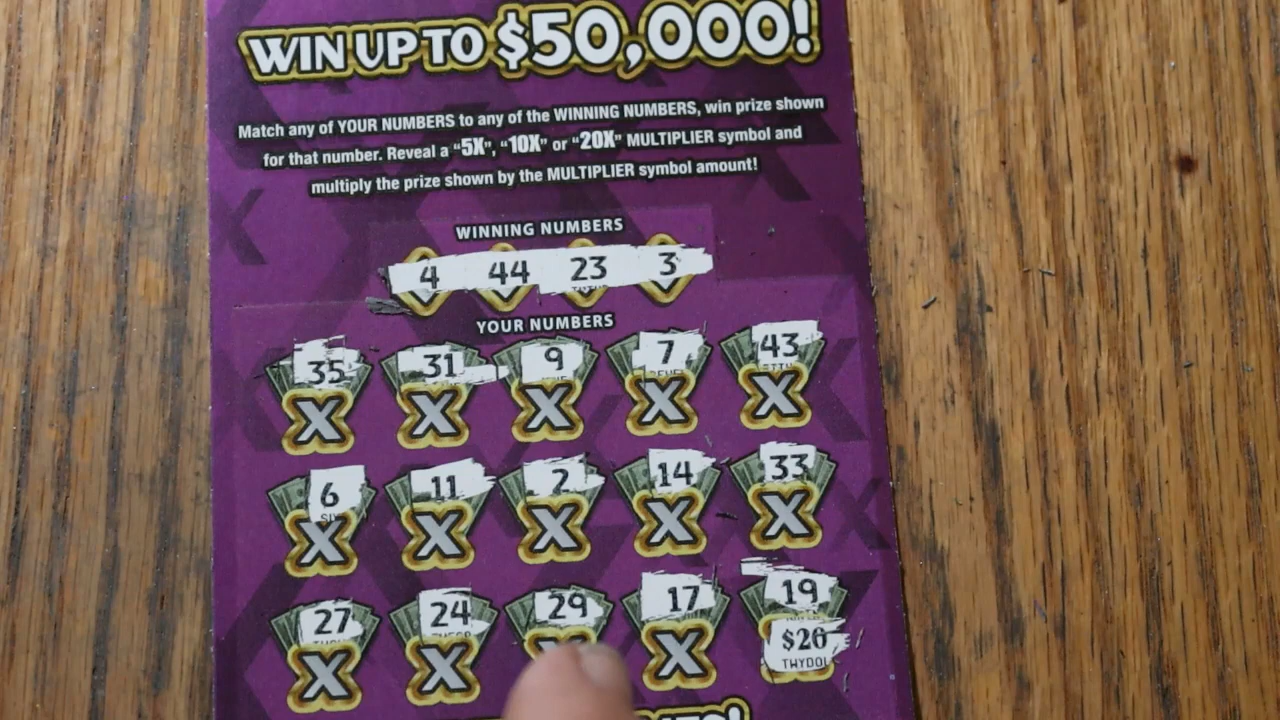 WIN UP TO $50,000!
Match any of YOUR NUMBERS to any of the WINNING NUMBERS, win prize shown
for that number. Reveal a "5X", "10X" or "20X" MULTIPLIER symbol and
multiply the prize shown by the MULTIPLIER symbol amount!
WINNING NUMBERS
4 44 23 3
YOUR NUMBERS
35 31 9 7 43
X X X X X
6 11 2 14 33
SIX
X X X X X
27 24 29 17 19
X X X X $20
TWYDOL